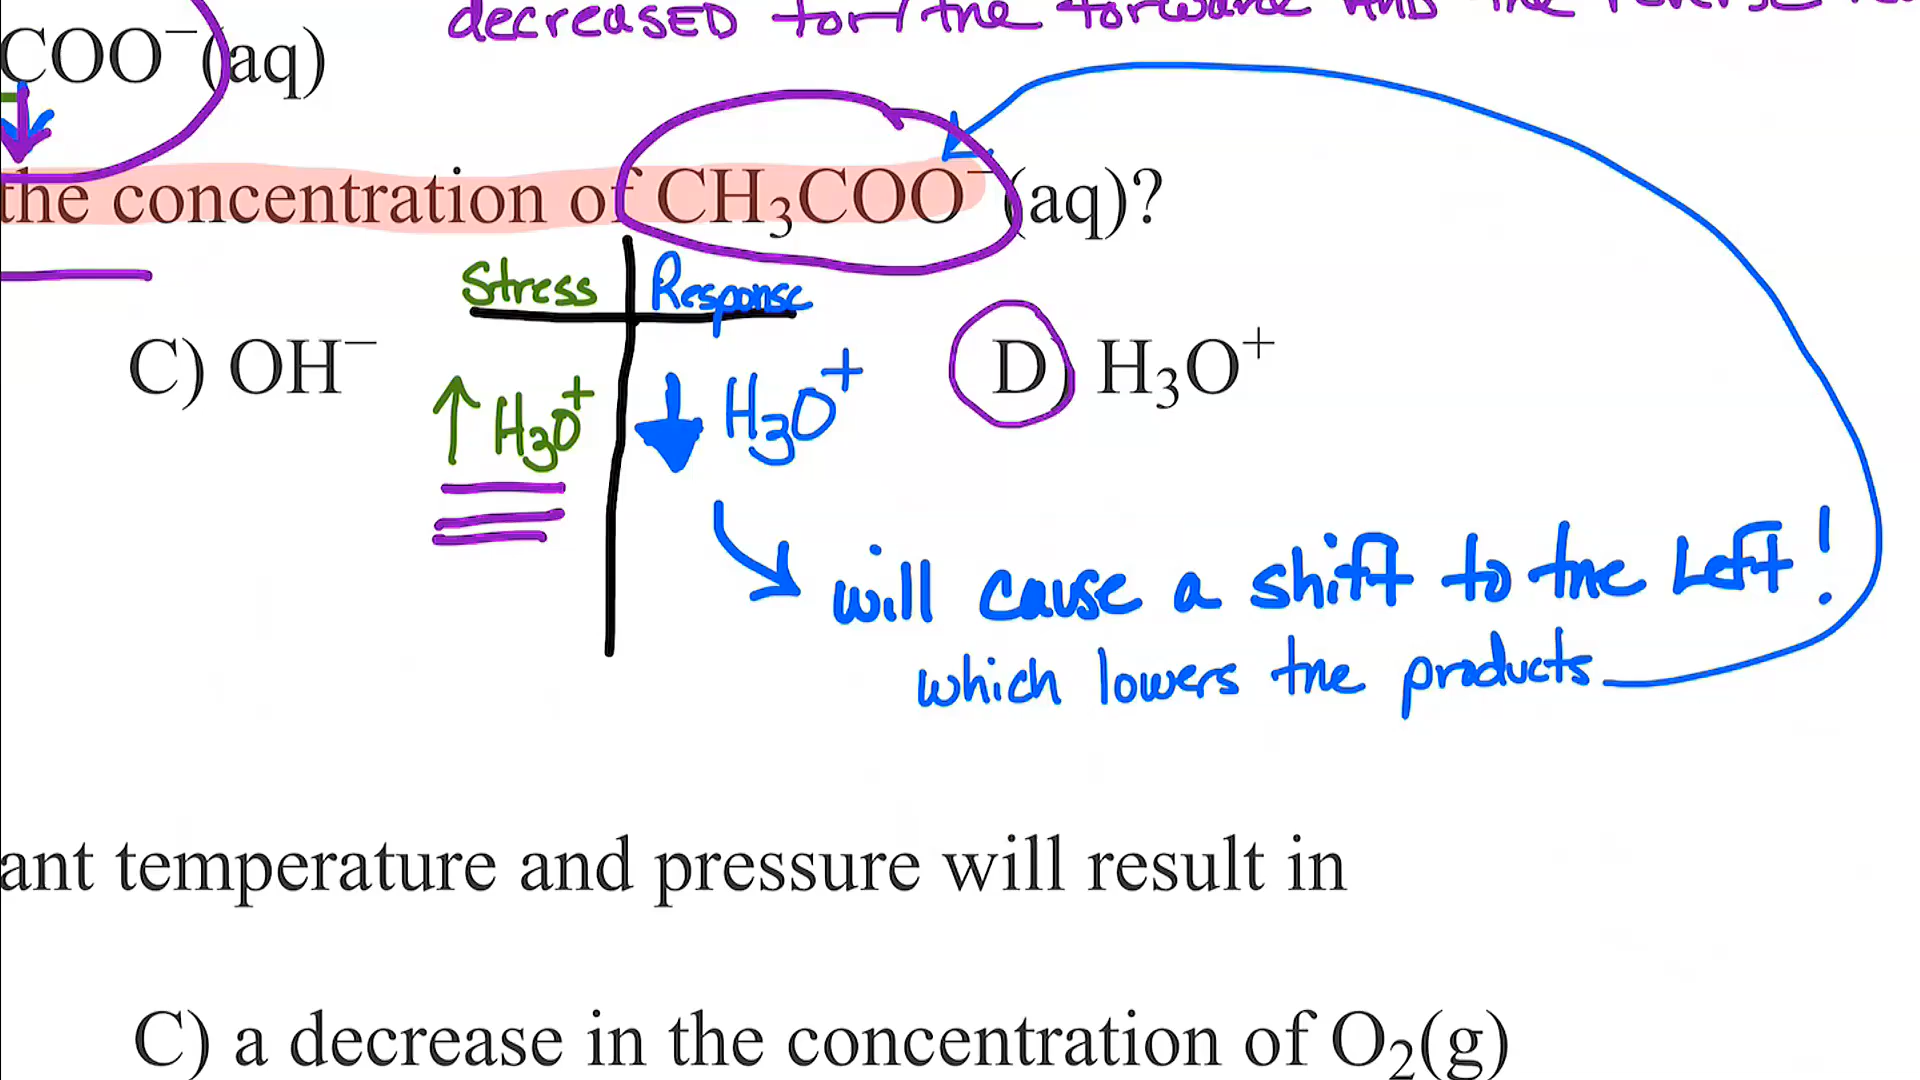 decreased for the forward AND the reverse
COO⁻(aq)
the concentration of CH₃COO⁻(aq)?
Stress Response
C) OH⁻
D) H₃O⁺
↑ H₃O⁺ ↓ H₃O⁺
will cause a shift to the Left!
which lowers the products
ant temperature and pressure will result in
C) a decrease in the concentration of O₂(g)